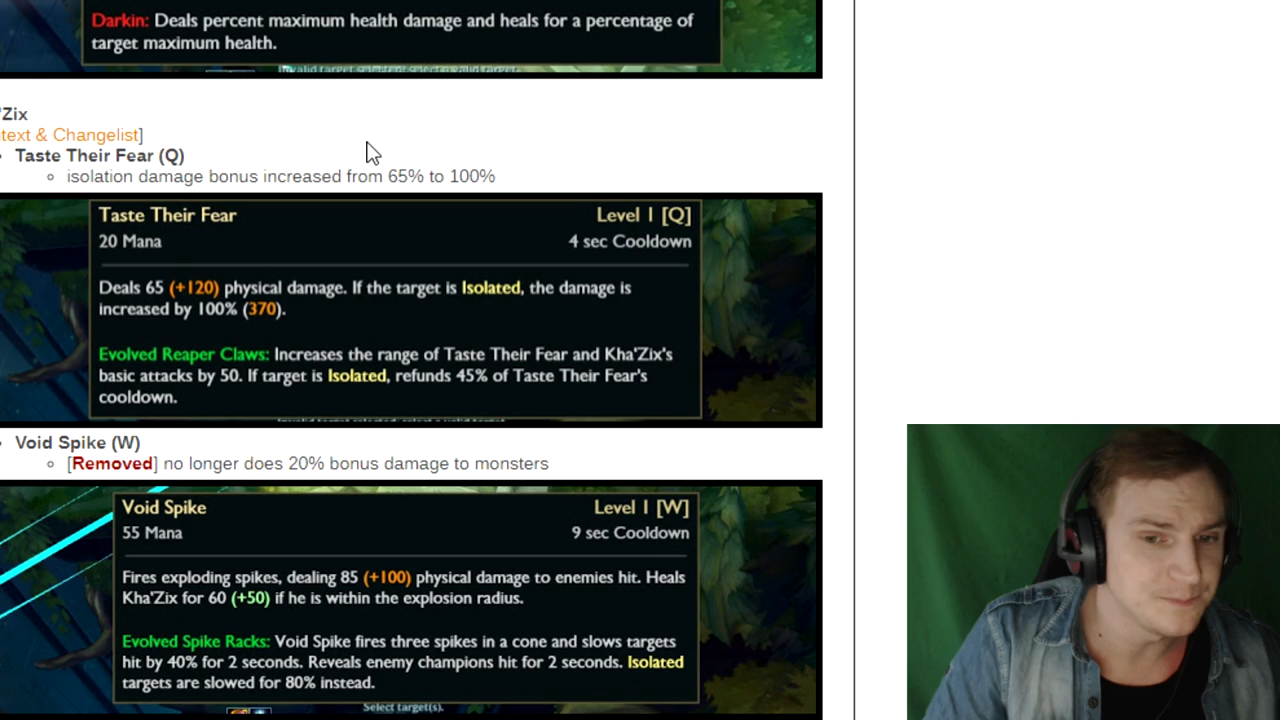 Darkin: Deals percent maximum health damage and heals for a percentage of
target maximum health.
Invalid target selected, select a valid target.
'Zix
text & Changelist]
Taste Their Fear (Q)
isolation damage bonus increased from 65% to 100%
Taste Their Fear Level 1 [Q]
20 Mana 4 sec Cooldown
Deals 65 (+120) physical damage. If the target is Isolated, the damage is
increased by 100% (370).
Evolved Reaper Claws: Increases the range of Taste Their Fear and Kha'Zix's
basic attacks by 50. If target is Isolated, refunds 45% of Taste Their Fear's
cooldown.
Void Spike (W)
[Removed] no longer does 20% bonus damage to monsters
Void Spike Level 1 [W]
55 Mana 9 sec Cooldown
Fires exploding spikes, dealing 85 (+100) physical damage to enemies hit. Heals
Kha'Zix for 60 (+50) if he is within the explosion radius.
Evolved Spike Racks: Void Spike fires three spikes in a cone and slows targets
hit by 40% for 2 seconds. Reveals enemy champions hit for 2 seconds. Isolated
targets are slowed for 80% instead.
Select target(s).